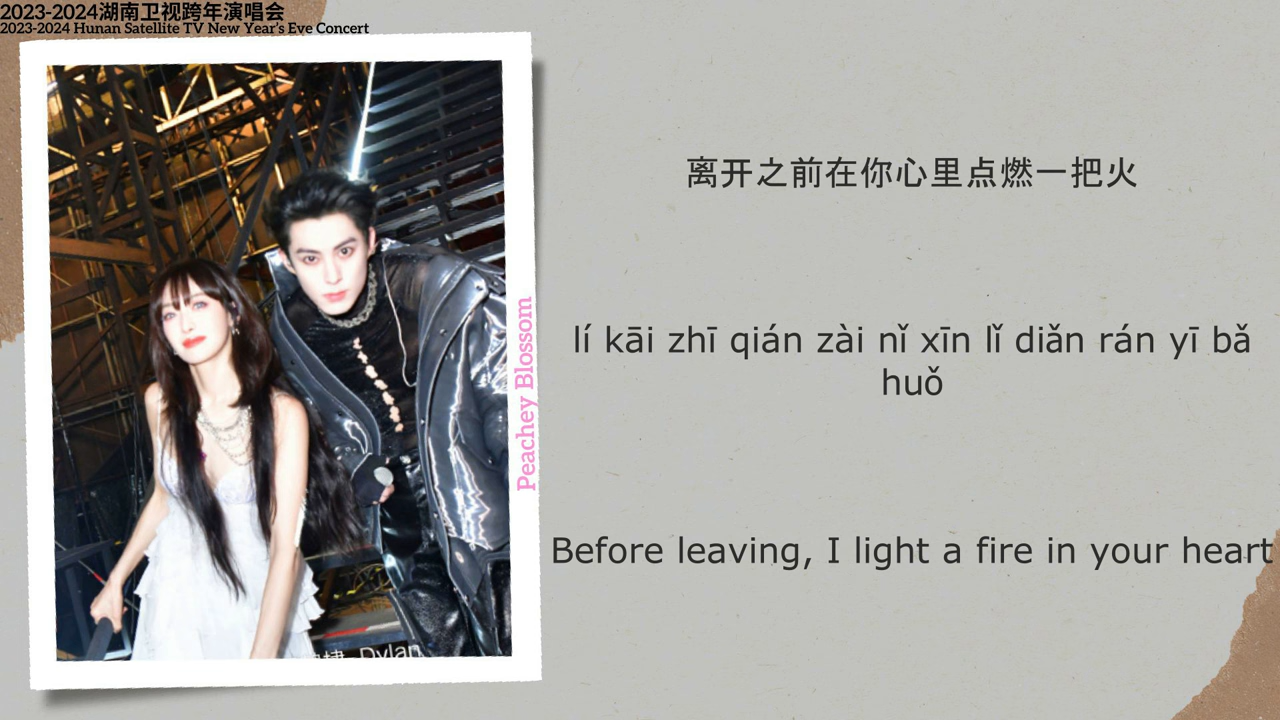 2023-2024湖南卫视跨年演唱会
2023-2024 Hunan Satellite TV New Year's Eve Concert
离开之前在你心里点燃一把火
lí kāi zhī qián zài nǐ xīn lǐ diǎn rán yī bǎ
huǒ
Peachey Blossom
Before leaving, I light a fire in your heart
Dylan